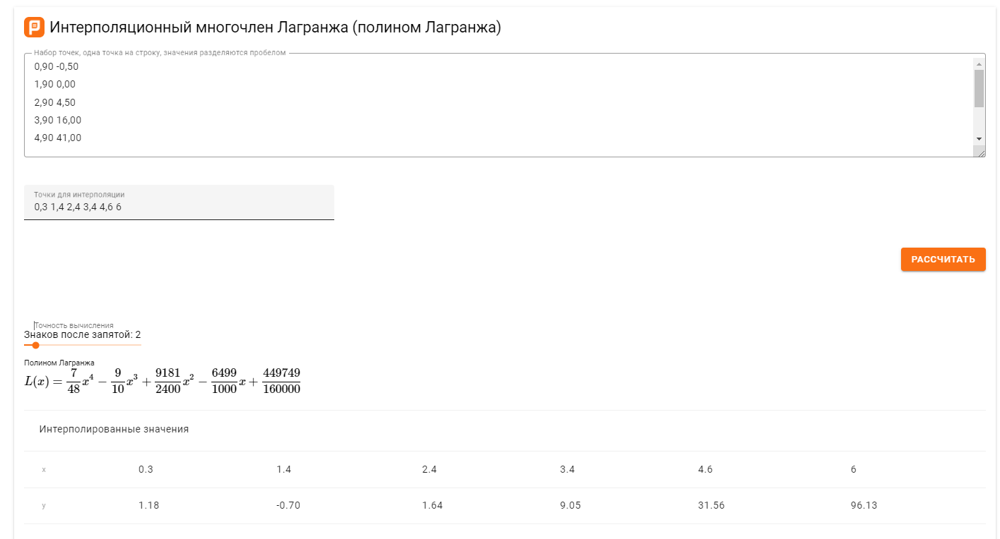 Интерполяционный многочлен Лагранжа (полином Лагранжа)
Набор точек, одна точка на строку, значения разделяются пробелом
0,90 -0,50
1,90 0,00
2,90 4,50
3,90 16,00
4,90 41,00
Точки для интерполяции
0,3 1,4 2,4 3,4 4,6 6
РАССЧИТАТЬ
Точность вычисления
Знаков после запятой: 2
Полином Лагранжа
L(x) = 7/48 x^4 − 9/10 x^3 + 9181/2400 x^2 − 6499/1000 x + 449749/160000
Интерполированные значения
x 0.3 1.4 2.4 3.4 4.6 6
y 1.18 -0.70 1.64 9.05 31.56 96.13